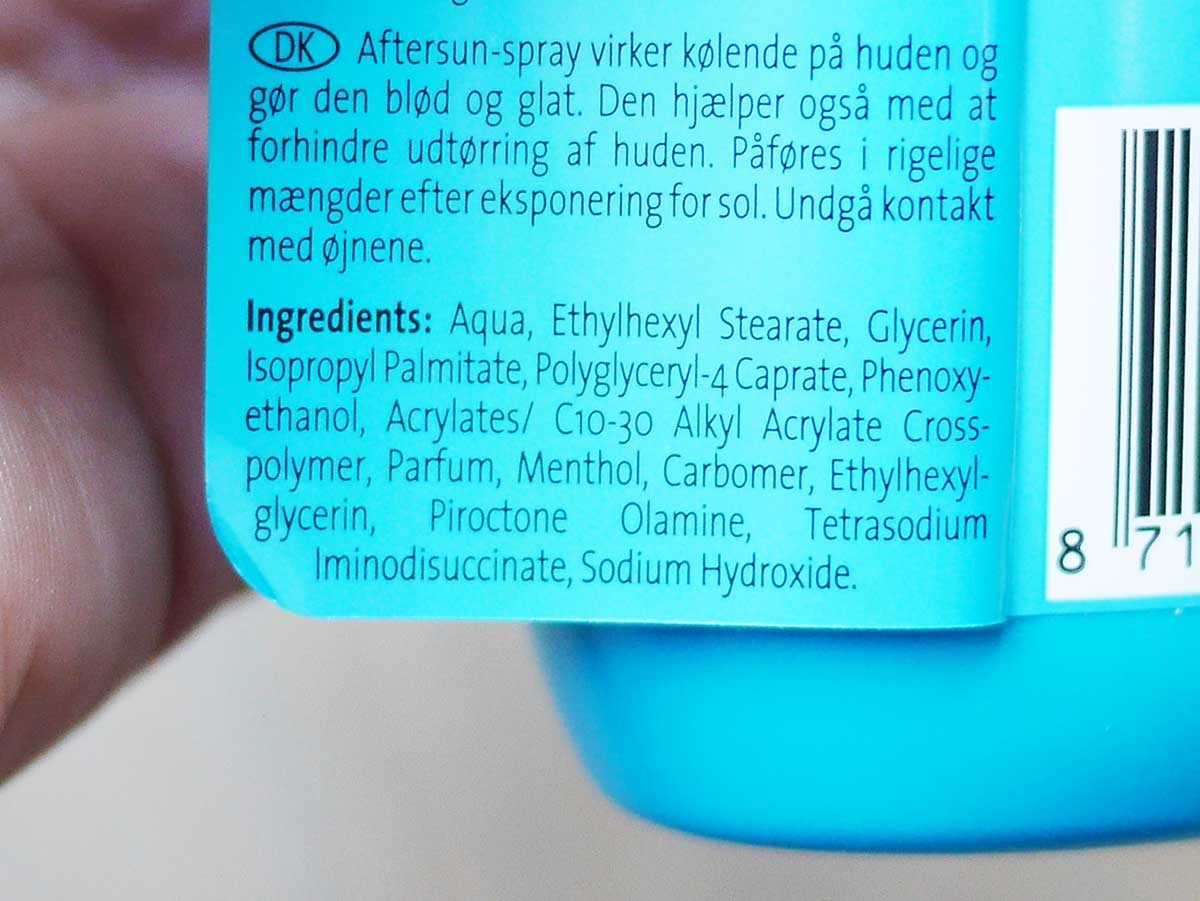 DK Aftersun-spray virker kølende på huden og
gør den blød og glat. Den hjælper også med at
forhindre udtørring af huden. Påføres i rigelige
mængder efter eksponering for sol. Undgå kontakt
med øjnene.
Ingredients: Aqua, Ethylhexyl Stearate, Glycerin,
Isopropyl Palmitate, Polyglyceryl-4 Caprate, Phenoxy-
ethanol, Acrylates/ C10-30 Alkyl Acrylate Cross-
polymer, Parfum, Menthol, Carbomer, Ethylhexyl-
glycerin, Piroctone Olamine, Tetrasodium
Iminodisuccinate, Sodium Hydroxide.
8 71